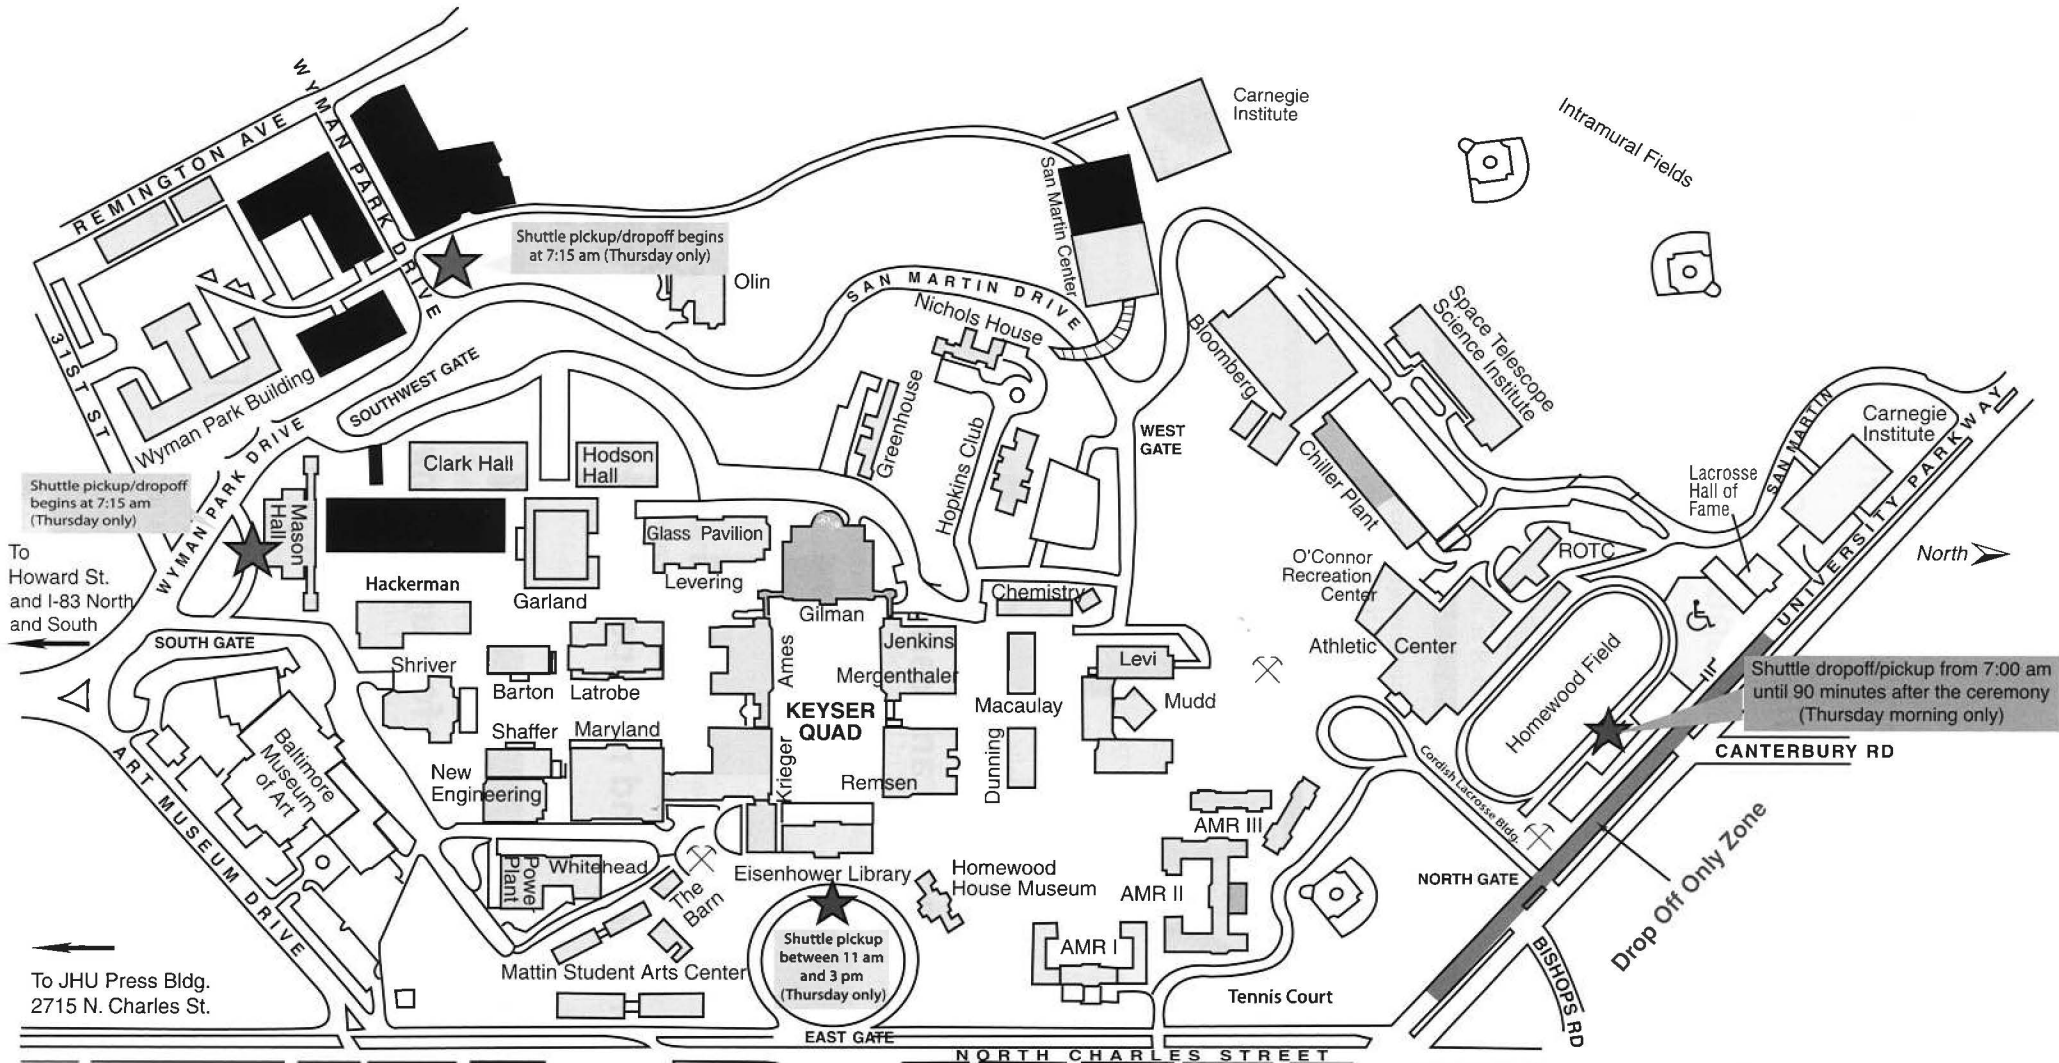 WYMAN PARK DRIVE
REMINGTON AVE
Carnegie
Institute
Intramural Fields
San Martin Center
Shuttle pickup/dropoff begins
at 7:15 am (Thursday only)
Olin
SAN MARTIN DRIVE
Nichols House
31ST ST
Wyman Park Building
SOUTHWEST GATE
Bloomberg
Space Telescope
Science Institute
Greenhouse
Hopkins Club
WEST
GATE
Chiller Plant
SAN MARTIN
Carnegie
Institute
UNIVERSITY PARKWAY
Lacrosse
Hall of
Fame
WYMAN PARK DRIVE
Shuttle pickup/dropoff
begins at 7:15 am
(Thursday only)
Mason
Hall
Clark Hall
Hodson
Hall
Glass Pavilion
Levering
Garland
Hackerman
Gilman
Chemistry
To
Howard St.
and I-83 North
and South
O'Connor
Recreation
Center
ROTC
North
Athletic Center
Homewood Field
SOUTH GATE
Shriver
Barton
Latrobe
Ames
Jenkins
Mergenthaler
Macaulay
Levi
Mudd
KEYSER
QUAD
Shuttle dropoff/pickup from 7:00 am
until 90 minutes after the ceremony
(Thursday morning only)
CANTERBURY RD
Shaffer
Maryland
New
Engineering
Krieger
Remsen
Dunning
Cordish Lacrosse Bldg.
Baltimore
Museum
of Art
ART MUSEUM DRIVE
AMR III
Power
Plant
Whitehead
The
Barn
Eisenhower Library
Homewood
House Museum
AMR II
NORTH GATE
Drop Off Only Zone
Shuttle pickup
between 11 am
and 3 pm
(Thursday only)
AMR I
BISHOPS RD
To JHU Press Bldg.
2715 N. Charles St.
Mattin Student Arts Center
Tennis Court
EAST GATE
NORTH CHARLES STREET